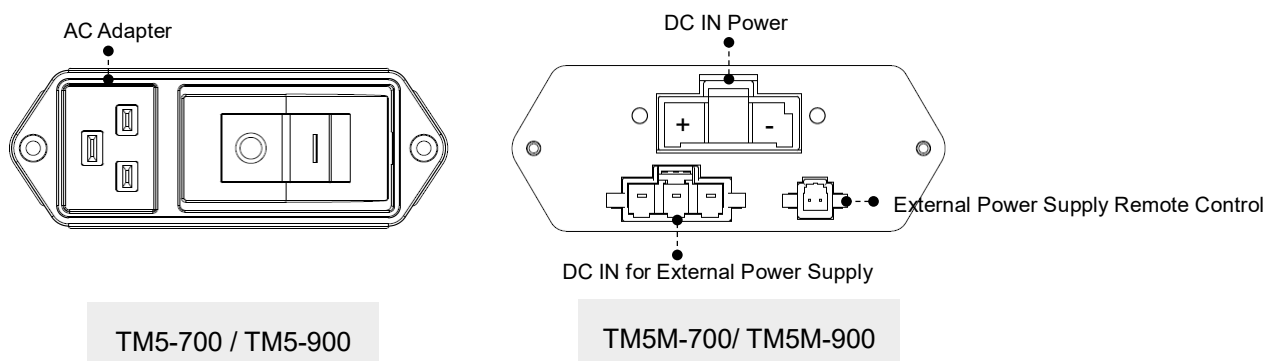 AC Adapter
DC IN Power
+ -
External Power Supply Remote Control
DC IN for External Power Supply
TM5-700 / TM5-900
TM5M-700/ TM5M-900